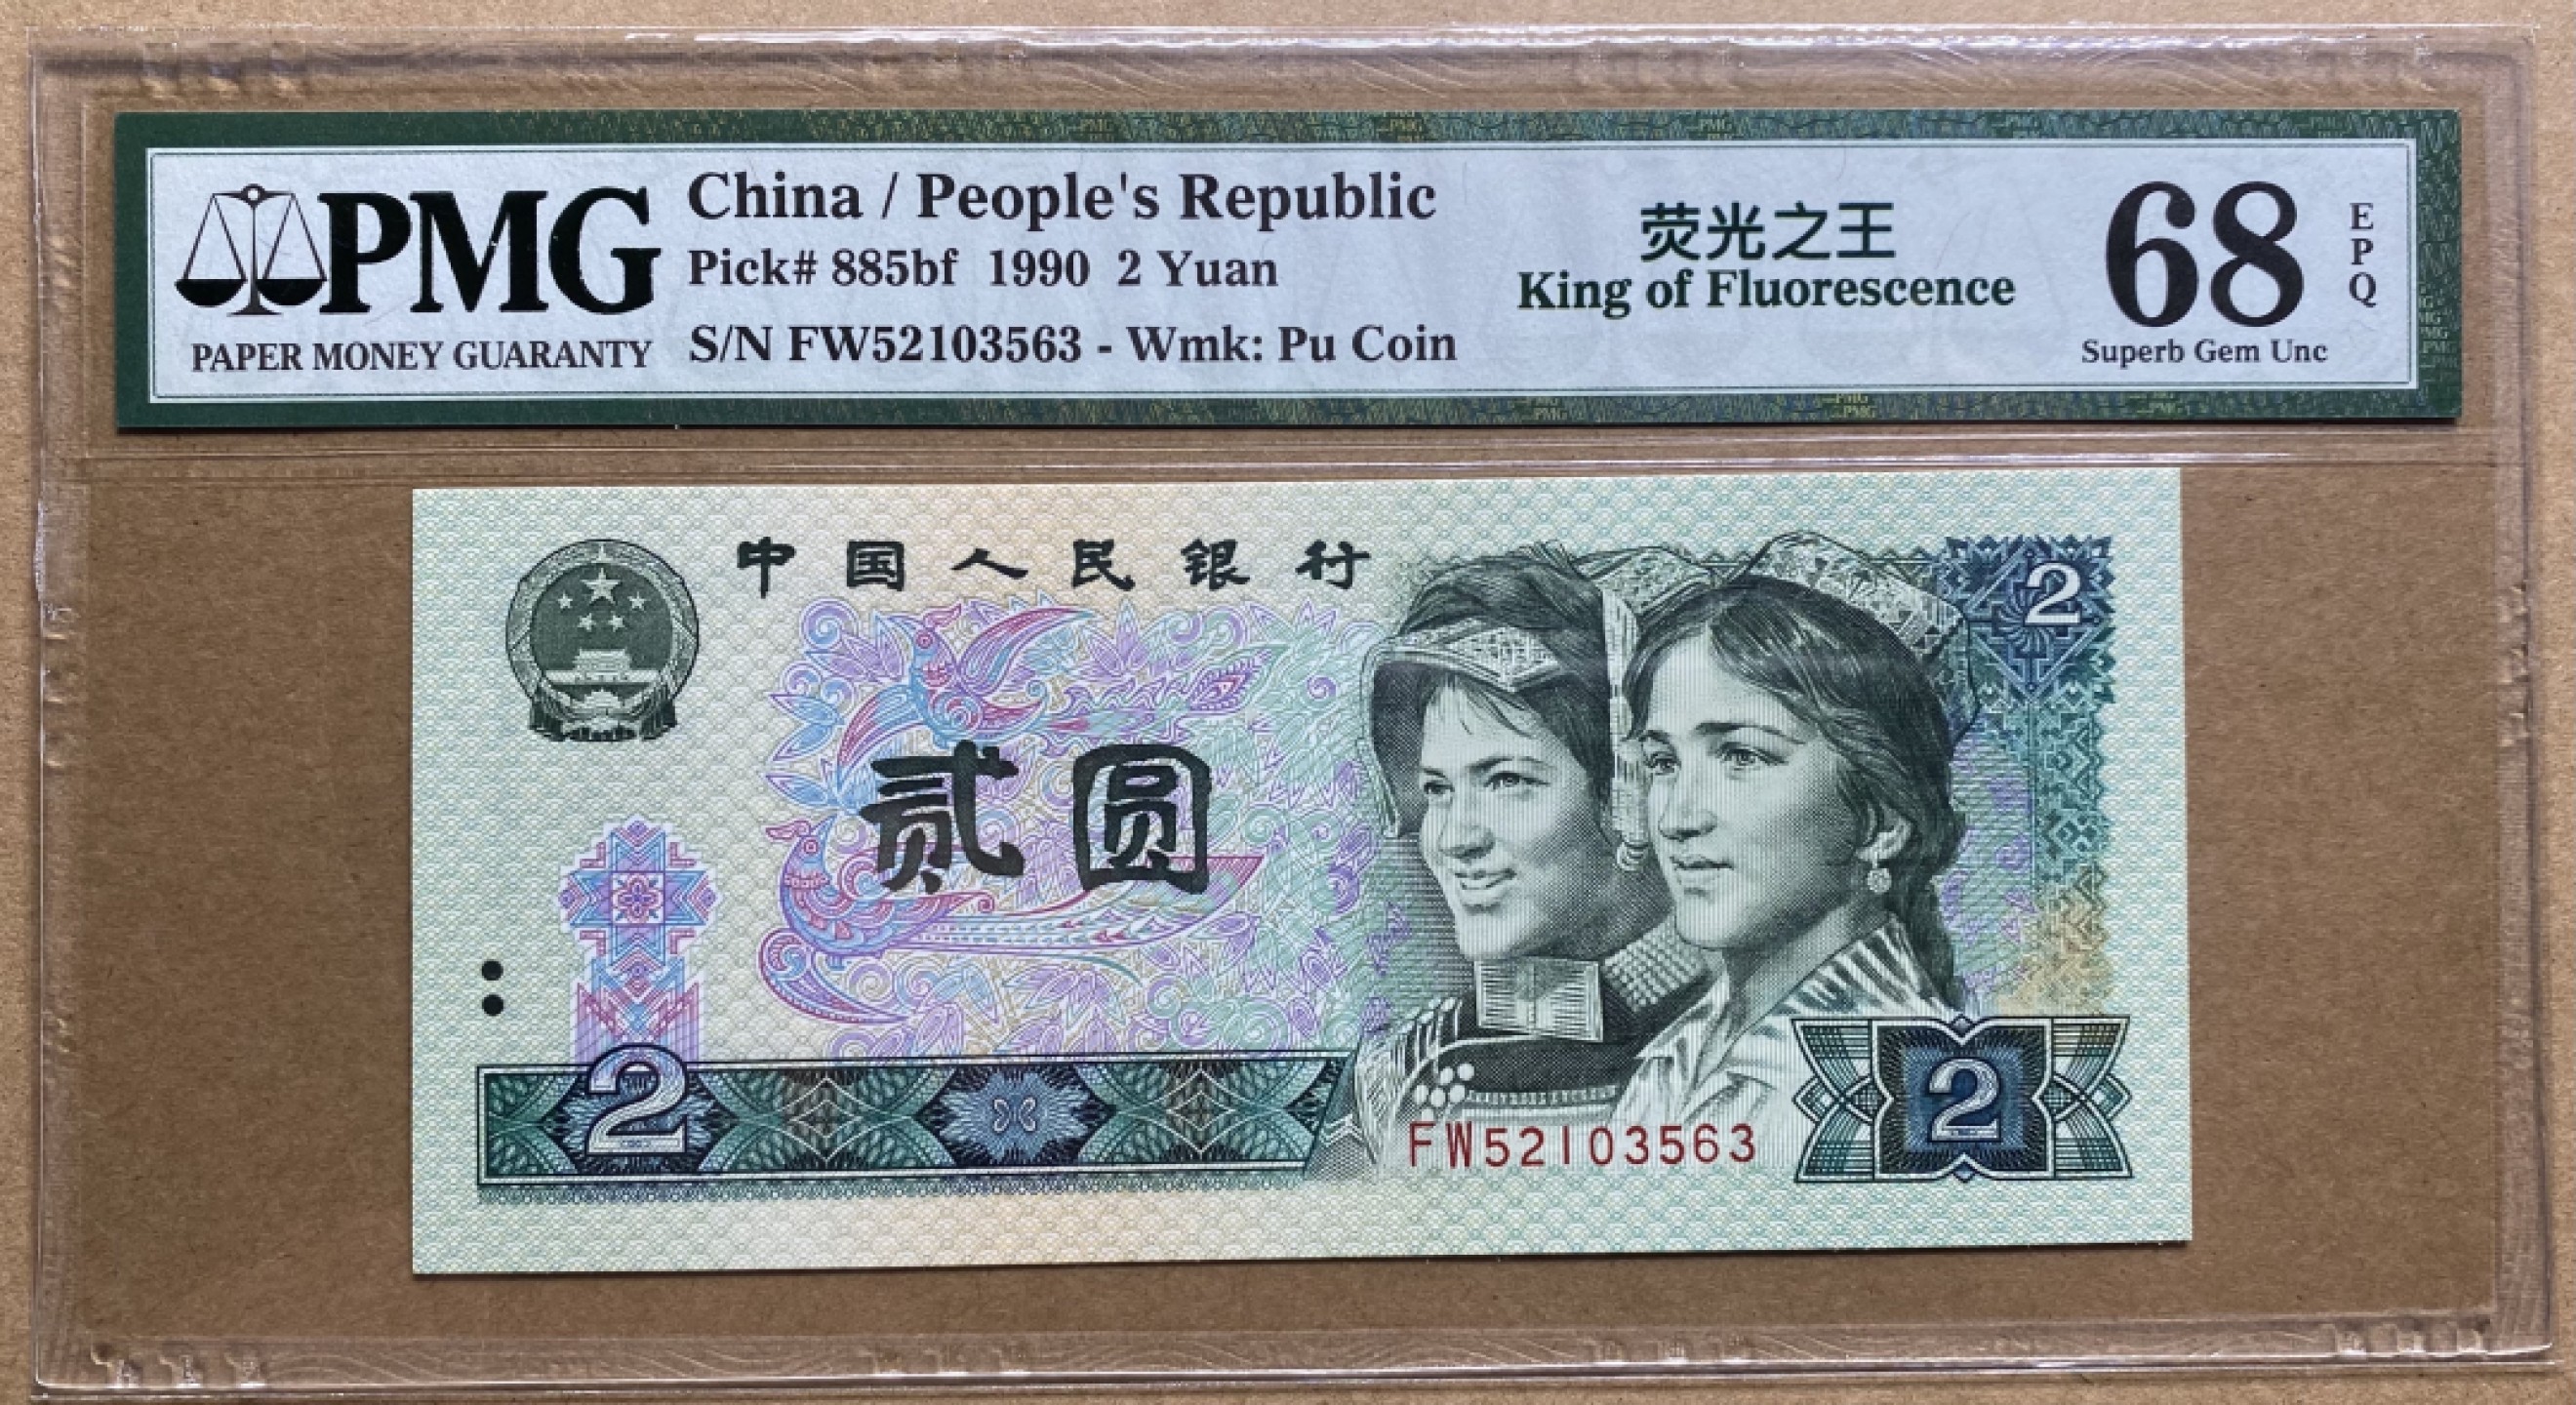 PMG
PAPER MONEY GUARANTY
China / People's Republic
Pick# 885bf 1990 2 Yuan
S/N FW52103563 - Wmk: Pu Coin
荧光之王
King of Fluorescence
68
EPQ
Superb Gem Unc
中国人民银行
2
贰圆
2
2
FW52103563